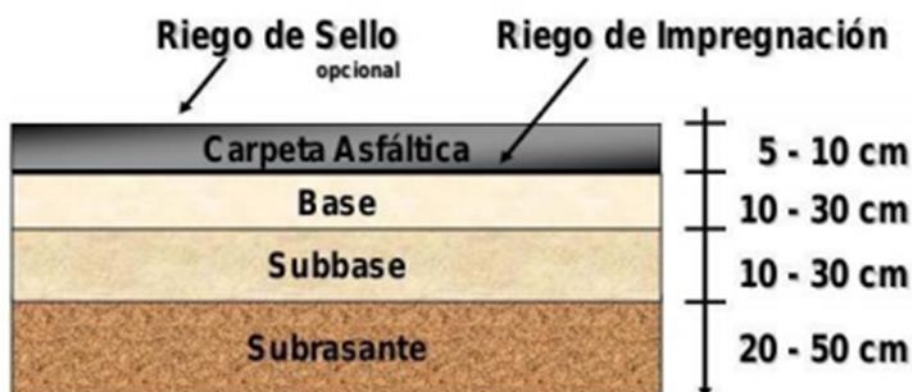 Riego de Sello
opcional
Riego de Impregnación
Carpeta Asfáltica
5 - 10 cm
Base
10 - 30 cm
Subbase
10 - 30 cm
Subrasante
20 - 50 cm